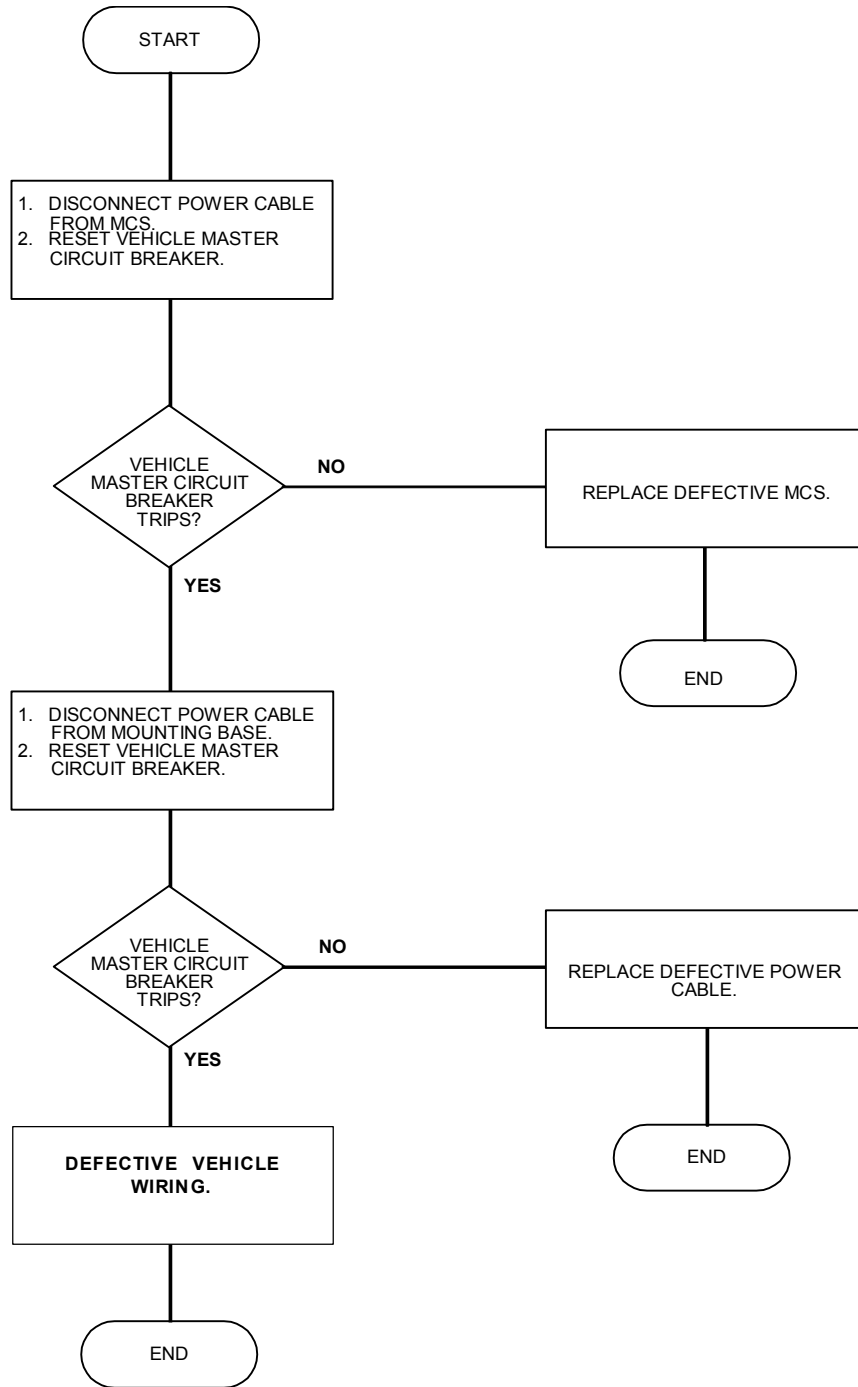 START
1. DISCONNECT POWER CABLE
FROM MCS.
2. RESET VEHICLE MASTER
CIRCUIT BREAKER.
VEHICLE
MASTER CIRCUIT
BREAKER
TRIPS?
NO
REPLACE DEFECTIVE MCS.
END
YES
1. DISCONNECT POWER CABLE
FROM MOUNTING BASE.
2. RESET VEHICLE MASTER
CIRCUIT BREAKER.
VEHICLE
MASTER CIRCUIT
BREAKER
TRIPS?
NO
REPLACE DEFECTIVE POWER
CABLE.
END
YES
DEFECTIVE VEHICLE
WIRING.
END